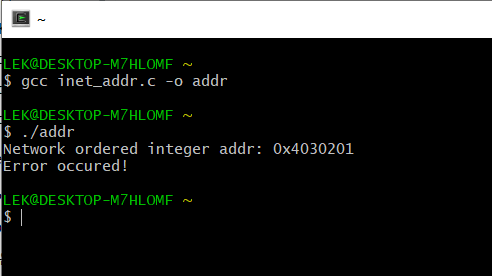 ~
LEK@DESKTOP-M7HLOMF ~
$ gcc inet_addr.c -o addr
LEK@DESKTOP-M7HLOMF ~
$ ./addr
Network ordered integer addr: 0x4030201
Error occured!
LEK@DESKTOP-M7HLOMF ~
$